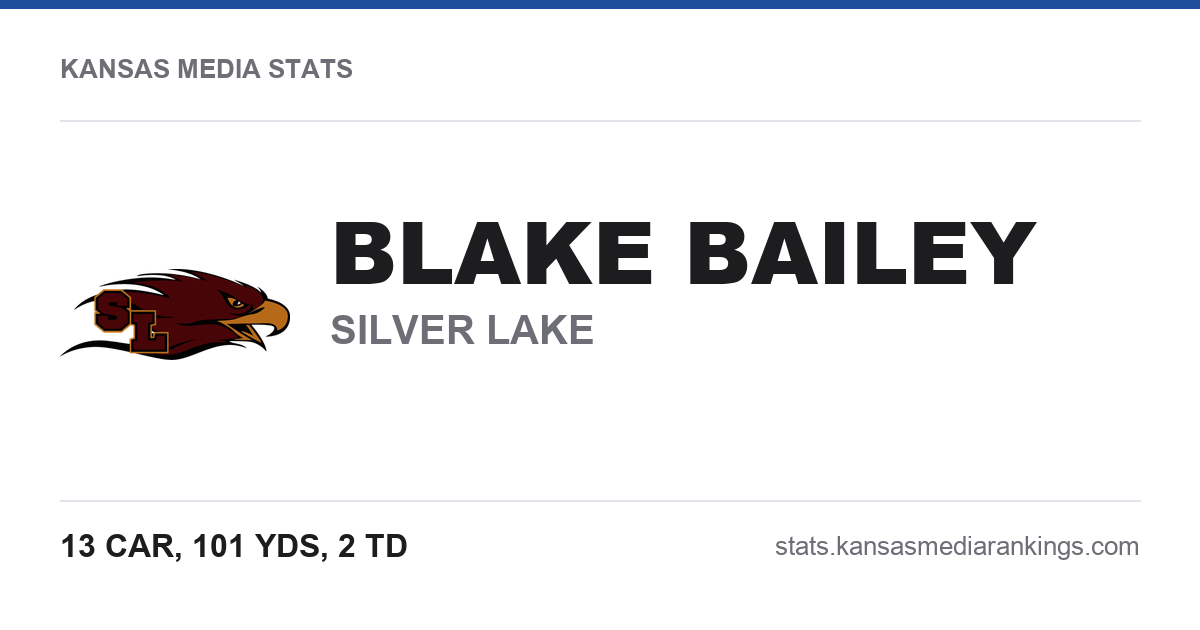 KANSAS MEDIA STATS
BLAKE BAILEY
SILVER LAKE
SL
13 CAR, 101 YDS, 2 TD
stats.kansasmediarankings.com